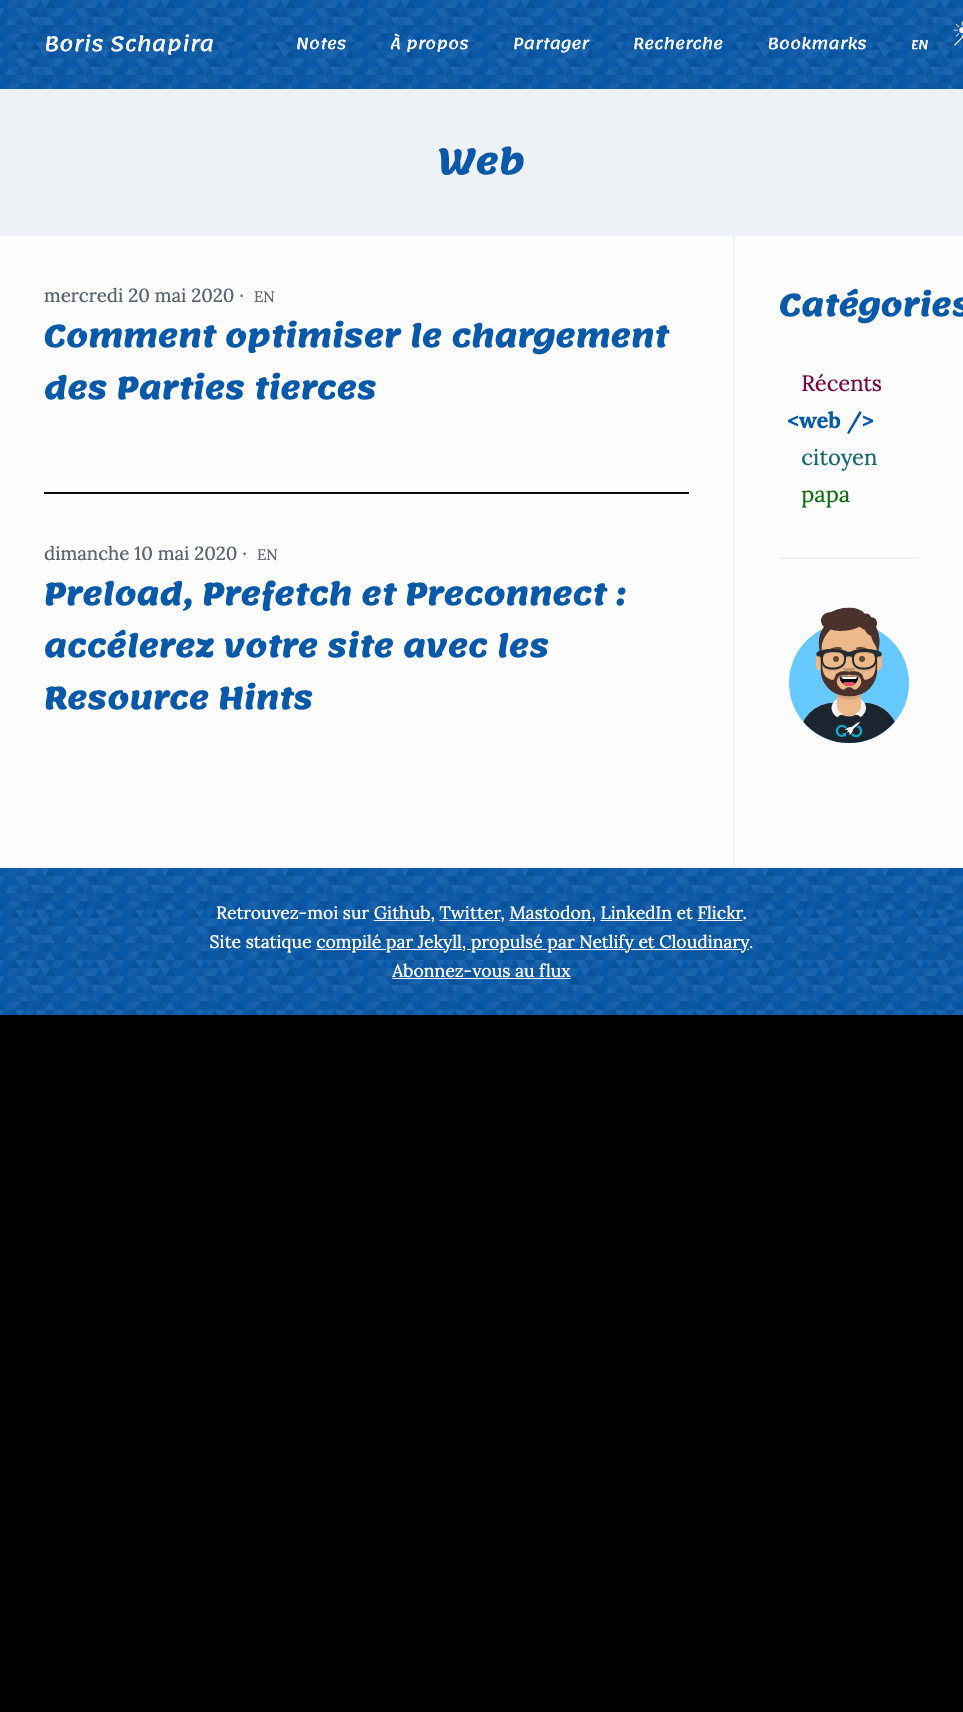 Boris Schapira
Notes
À propos
Partager
Recherche
Bookmarks
EN
Web
mercredi 20 mai 2020 · EN
Comment optimiser le chargement
des Parties tierces
dimanche 10 mai 2020 · EN
Preload, Prefetch et Preconnect :
accélerez votre site avec les
Resource Hints
Catégories
Récents
<web />
citoyen
papa
Retrouvez-moi sur Github, Twitter, Mastodon, LinkedIn et Flickr.
Site statique compilé par Jekyll, propulsé par Netlify et Cloudinary.
Abonnez-vous au flux